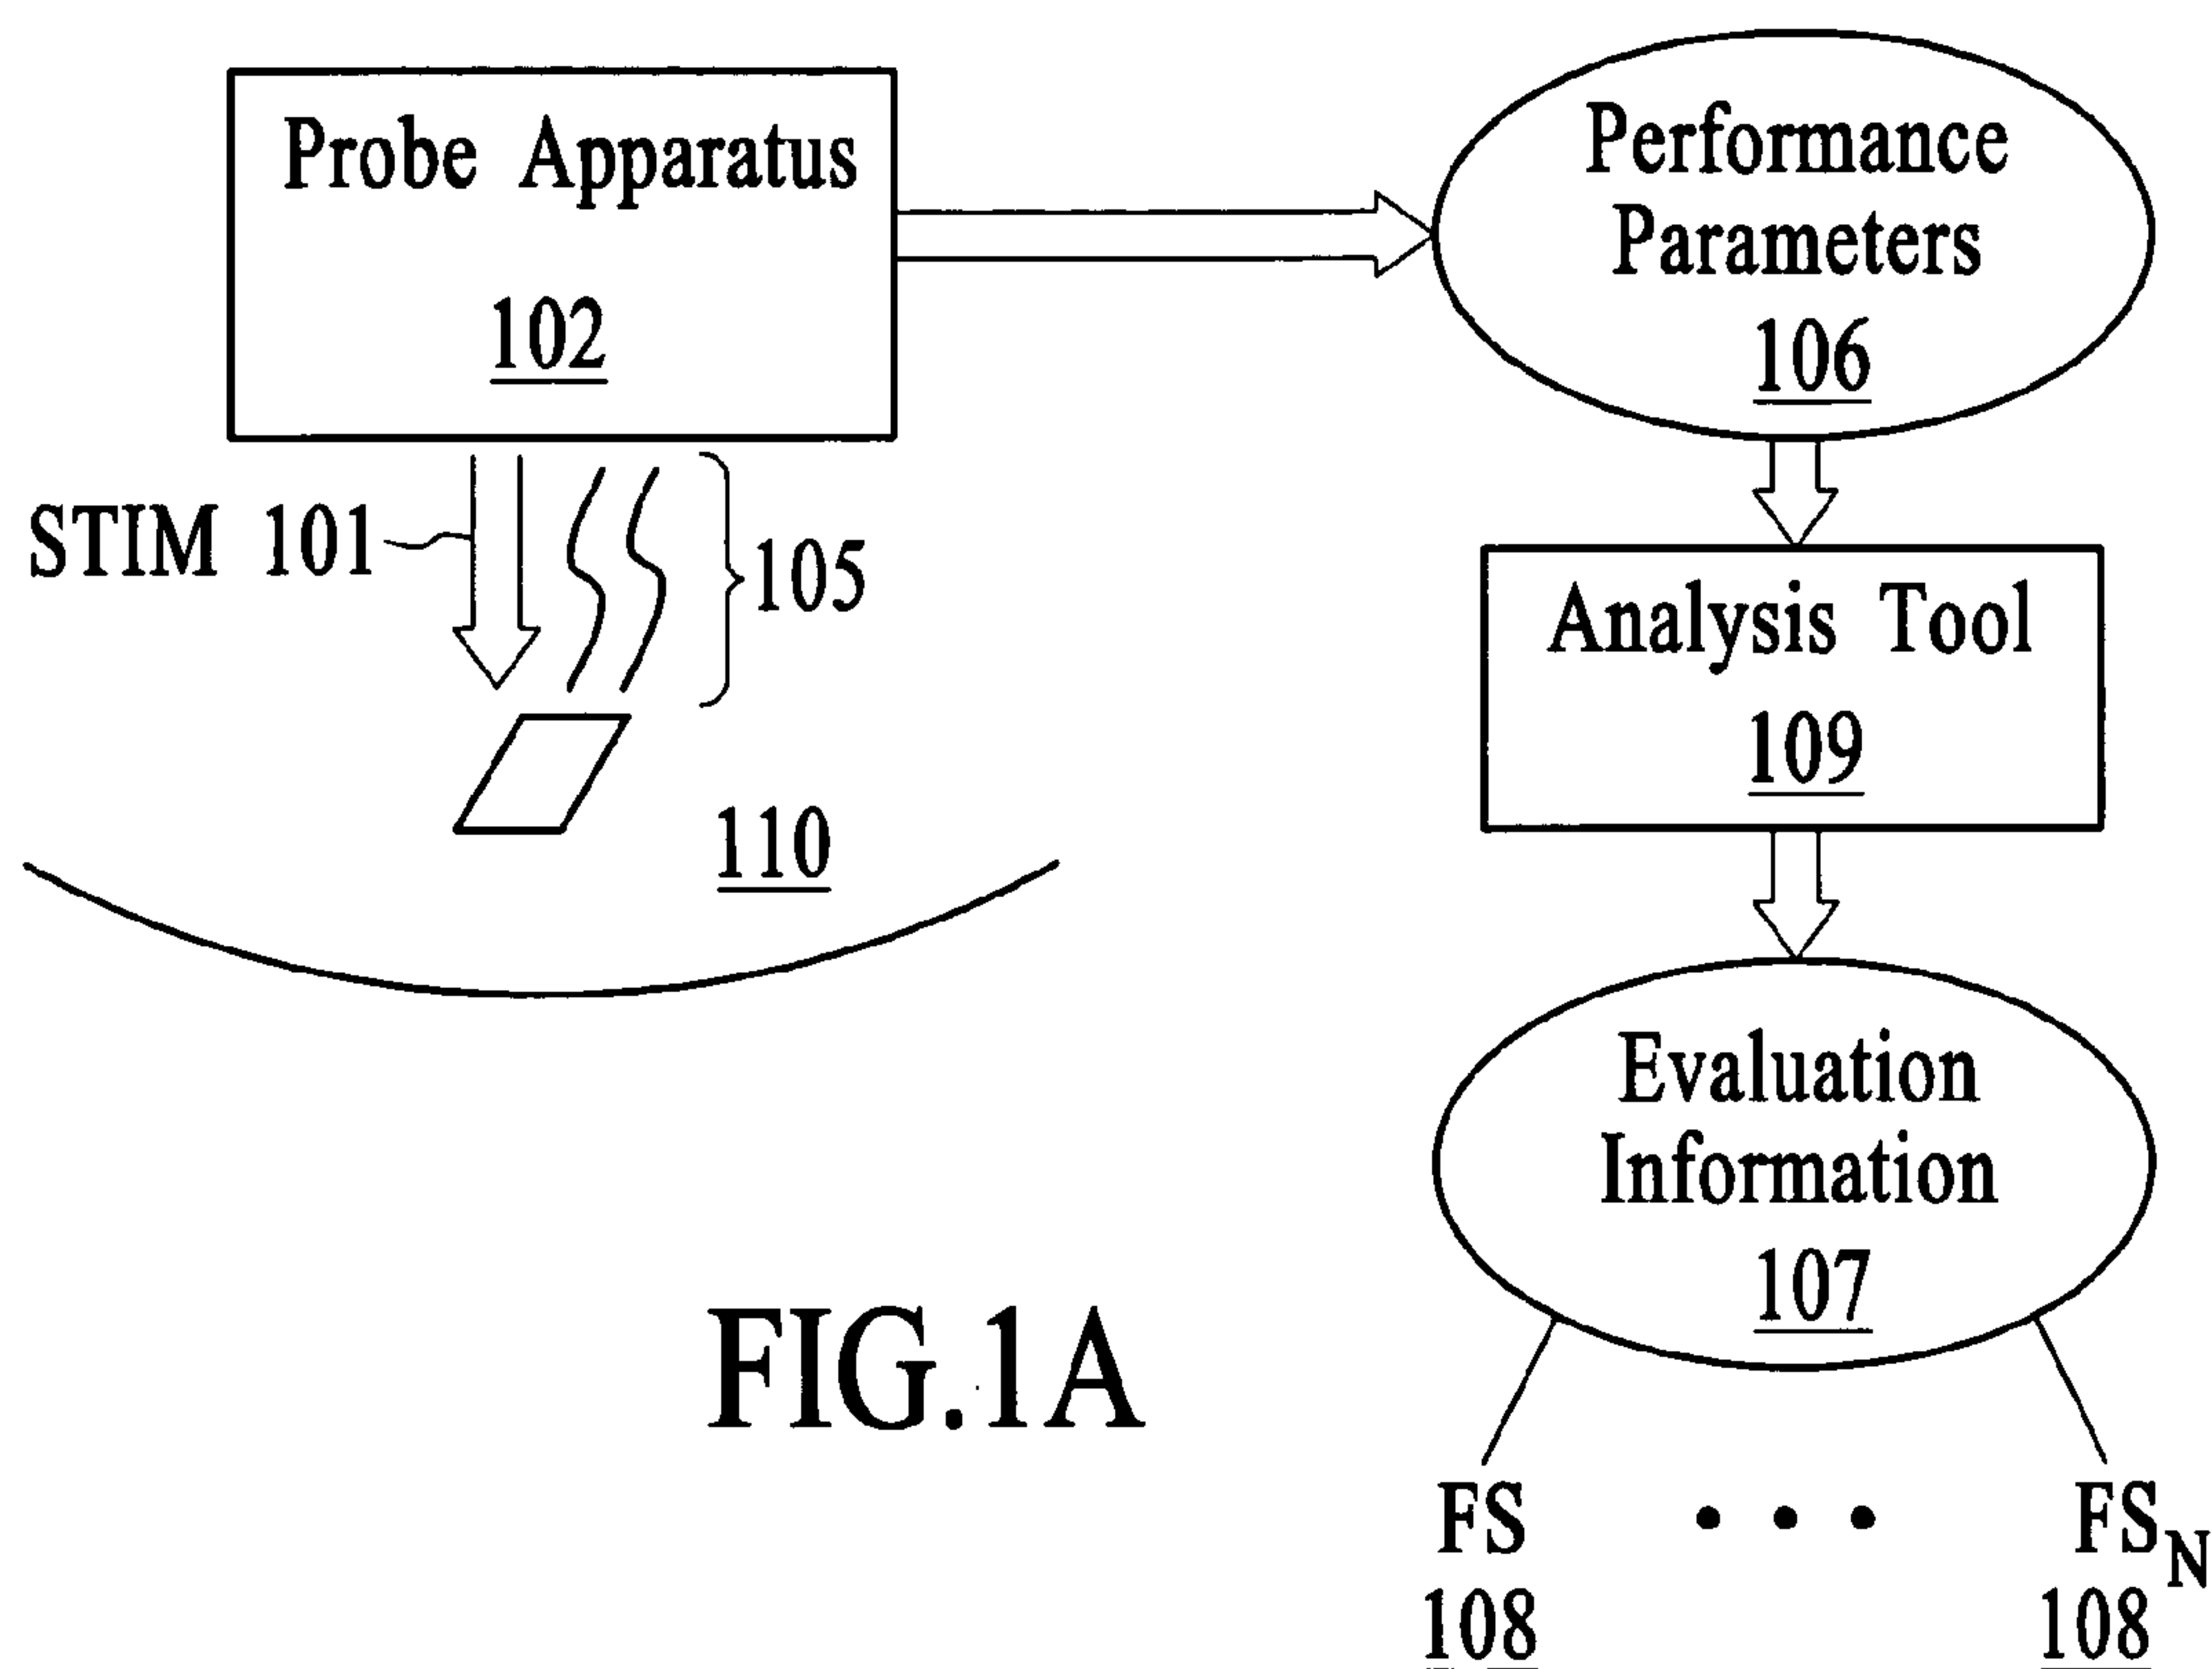 Probe Apparatus
102
Performance
Parameters
106
STIM 101
105
110
Analysis Tool
109
Evaluation
Information
107
FIG.1A
FS • • • FSN
108 108